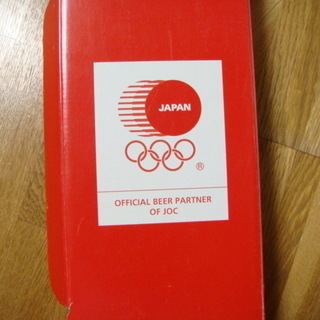 JAPAN
®
OFFICIAL BEER PARTNER
OF JOC